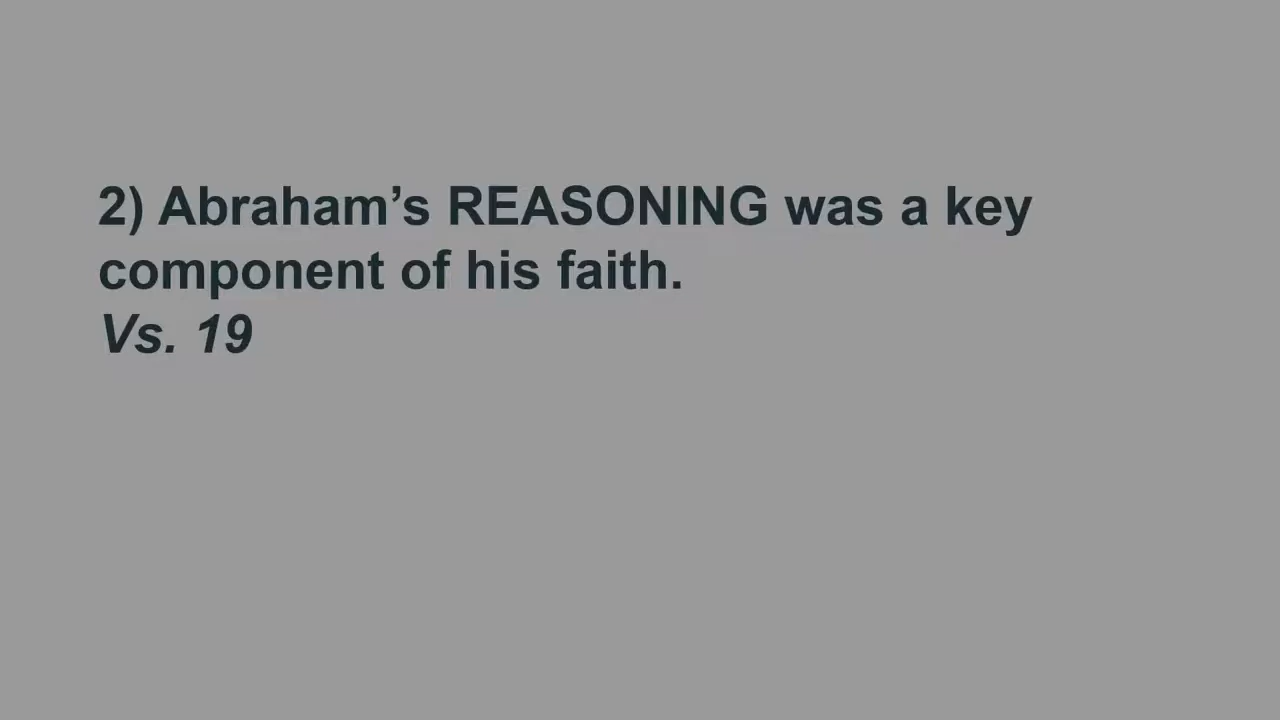 2) Abraham’s REASONING was a key
component of his faith.
Vs. 19